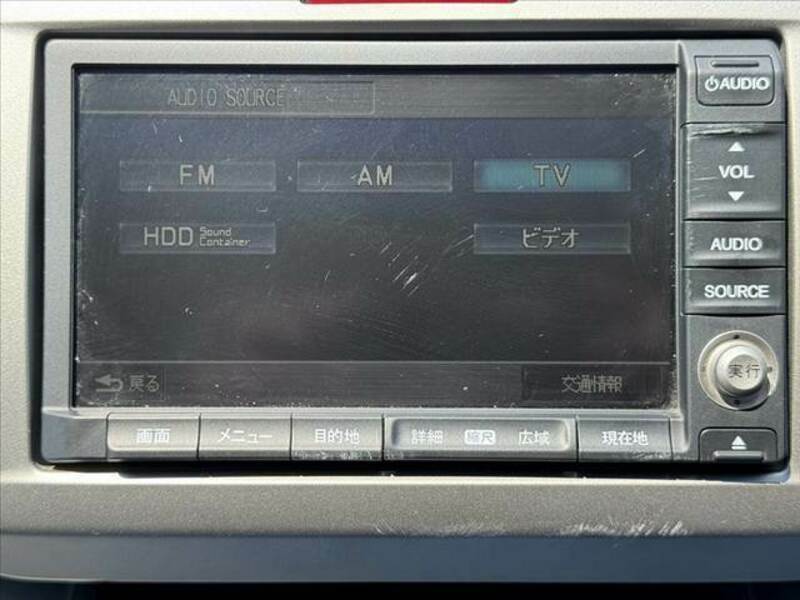 AUDIO SOURCE
FM AM TV
HDD Sound Container ビデオ
戻る 交通情報
画面 メニュー 目的地 詳細 縮尺 広域 現在地
AUDIO
VOL
AUDIO
SOURCE
実行